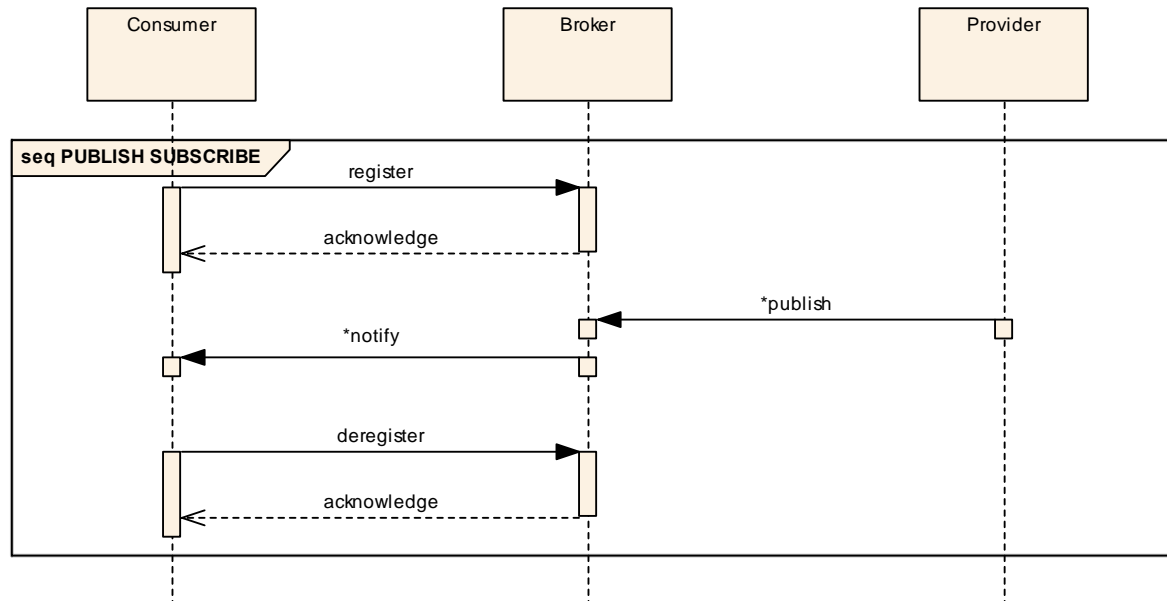 Consumer
Broker
Provider
seq PUBLISH SUBSCRIBE
register
acknowledge
*publish
*notify
deregister
acknowledge